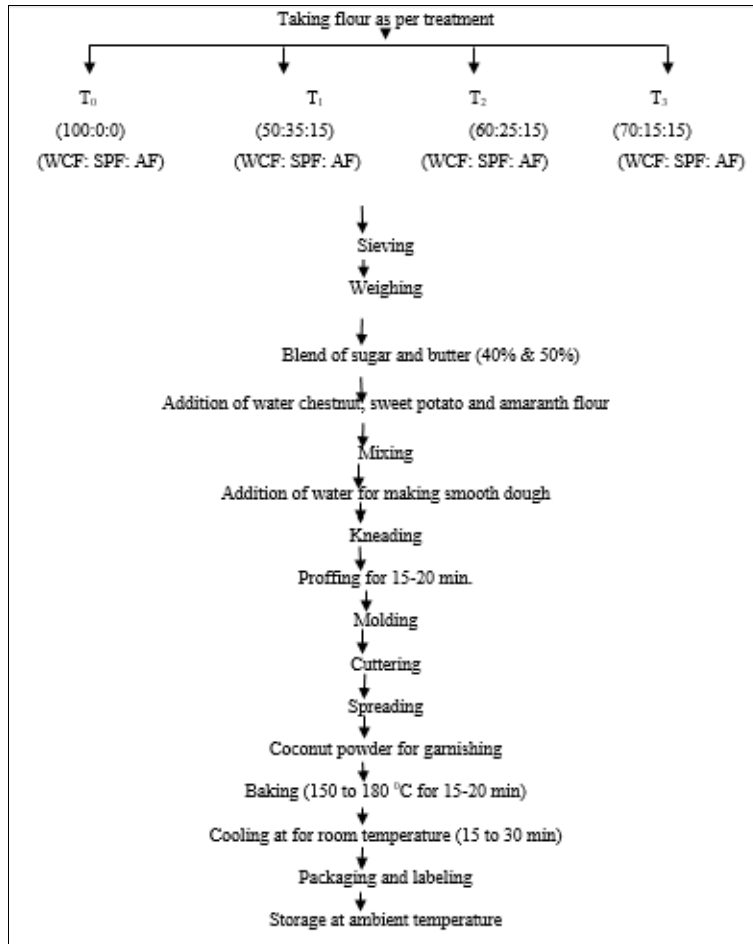 Taking flour as per treatment
T₀ T₁ T₂ T₃
(100:0:0) (50:35:15) (60:25:15) (70:15:15)
(WCF: SPF: AF) (WCF: SPF: AF) (WCF: SPF: AF) (WCF: SPF: AF)
Sieving
Weighing
Blend of sugar and butter (40% & 50%)
Addition of water chestnut, sweet potato and amaranth flour
Mixing
Addition of water for making smooth dough
Kneading
Proffing for 15-20 min.
Molding
Cuttering
Spreading
Coconut powder for garnishing
Baking (150 to 180 ⁰C for 15-20 min)
Cooling at for room temperature (15 to 30 min)
Packaging and labeling
Storage at ambient temperature